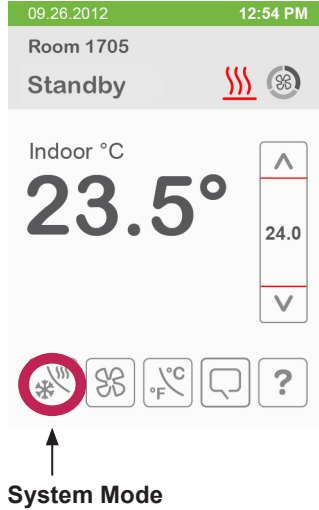 09.26.2012 12:54 PM
Room 1705
Standby
Indoor °C
23.5°
24.0
°F °C
?
System Mode